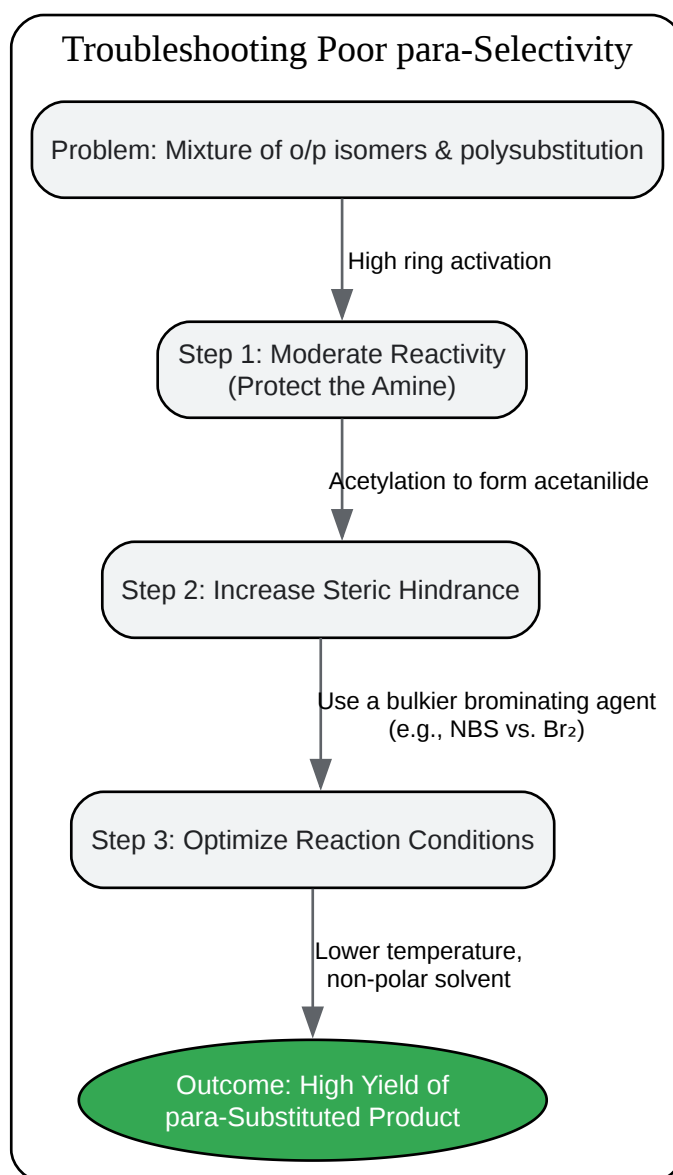 Troubleshooting Poor para-Selectivity
Problem: Mixture of o/p isomers & polysubstitution
High ring activation
Step 1: Moderate Reactivity
(Protect the Amine)
Acetylation to form acetanilide
Step 2: Increase Steric Hindrance
Use a bulkier brominating agent
(e.g., NBS vs. Br₂)
Step 3: Optimize Reaction Conditions
Lower temperature,
non-polar solvent
Outcome: High Yield of
para-Substituted Product